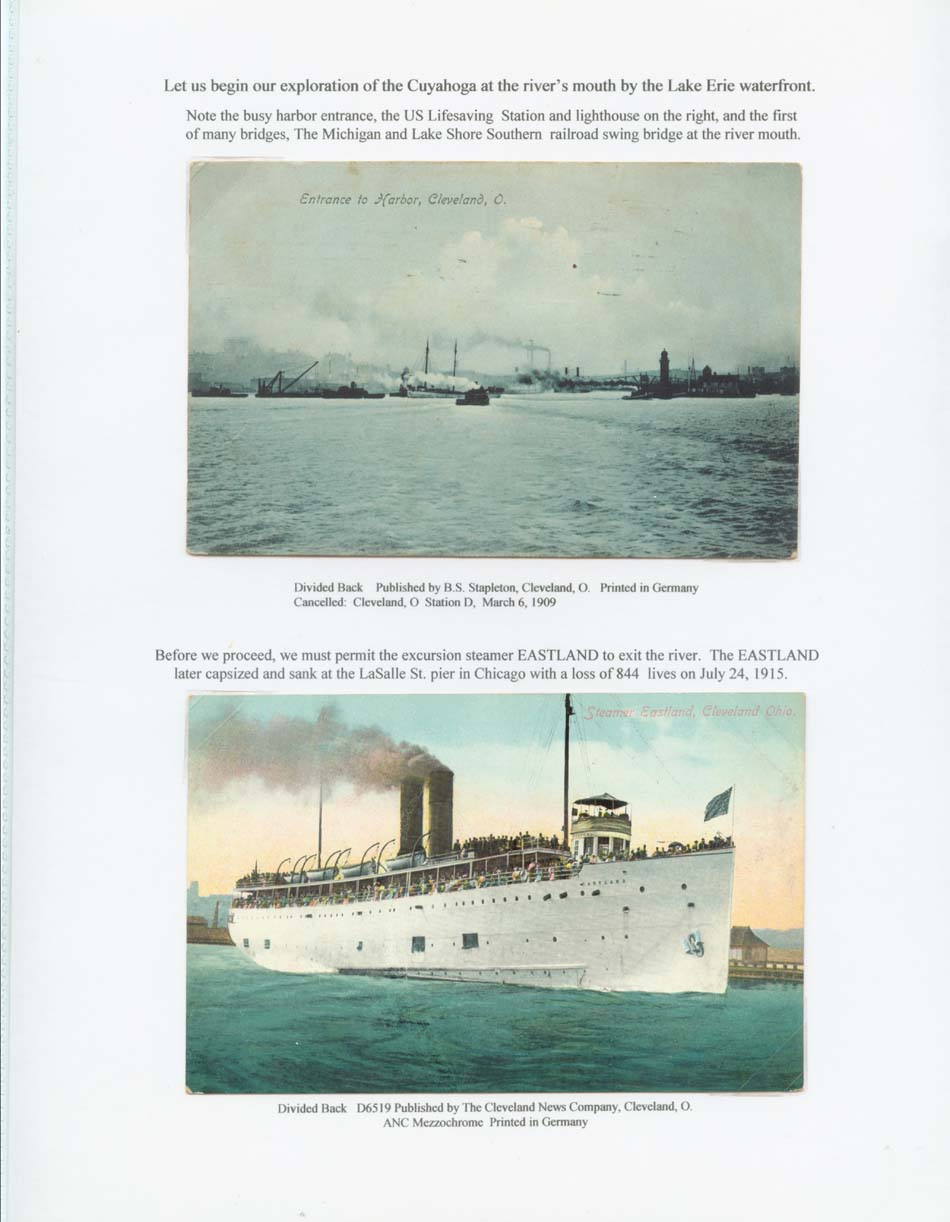 Let us begin our exploration of the Cuyahoga at the river's mouth by the Lake Erie waterfront.
Note the busy harbor entrance, the US Lifesaving Station and lighthouse on the right, and the first
of many bridges, The Michigan and Lake Shore Southern railroad swing bridge at the river mouth.
Entrance to Harbor, Cleveland, O.
Divided Back Published by B.S. Stapleton, Cleveland, O. Printed in Germany
Cancelled: Cleveland, O Station D, March 6, 1909
Before we proceed, we must permit the excursion steamer EASTLAND to exit the river. The EASTLAND
later capsized and sank at the LaSalle St. pier in Chicago with a loss of 844 lives on July 24, 1915.
Steamer Eastland, Cleveland Ohio.
EASTLAND
Divided Back D6519 Published by The Cleveland News Company, Cleveland, O.
ANC Mezzochrome Printed in Germany